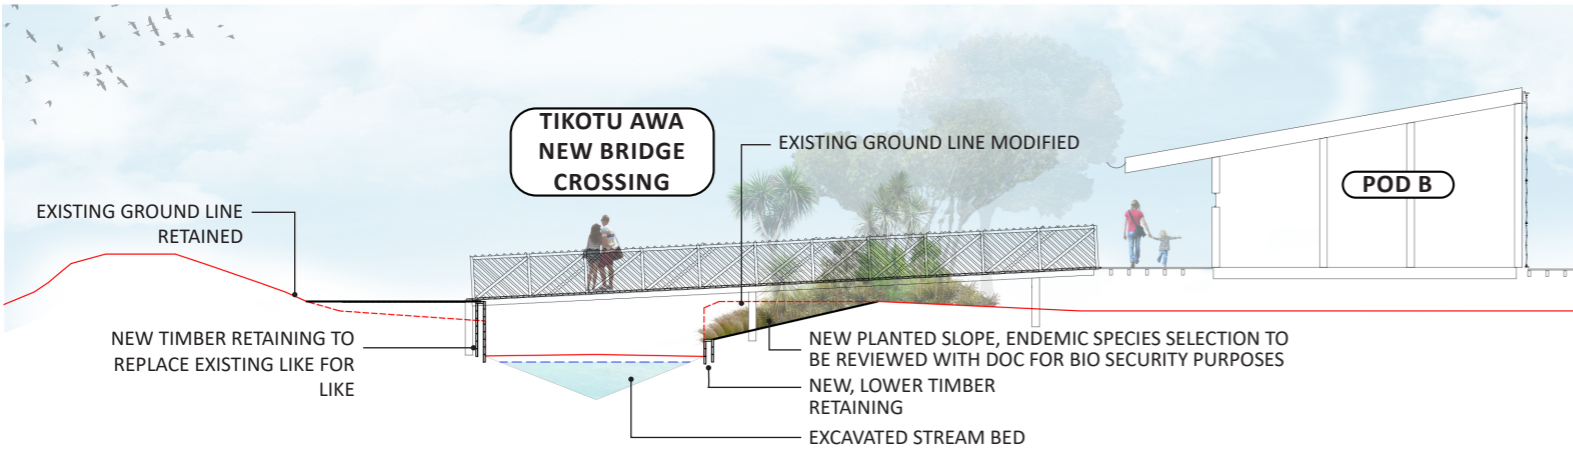 TIKOTU AWA
NEW BRIDGE
CROSSING
EXISTING GROUND LINE MODIFIED
POD B
EXISTING GROUND LINE
RETAINED
NEW TIMBER RETAINING TO
REPLACE EXISTING LIKE FOR
LIKE
NEW PLANTED SLOPE, ENDEMIC SPECIES SELECTION TO
BE REVIEWED WITH DOC FOR BIO SECURITY PURPOSES
NEW, LOWER TIMBER
RETAINING
EXCAVATED STREAM BED